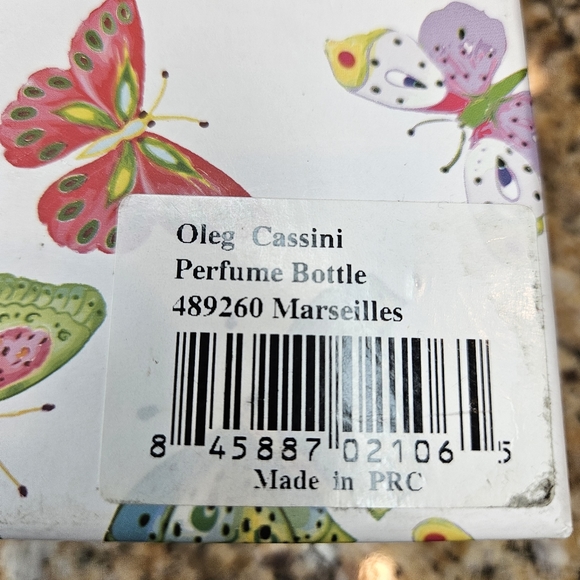 Oleg Cassini
Perfume Bottle
489260 Marseilles
8 45887 02106 5
Made in PRC